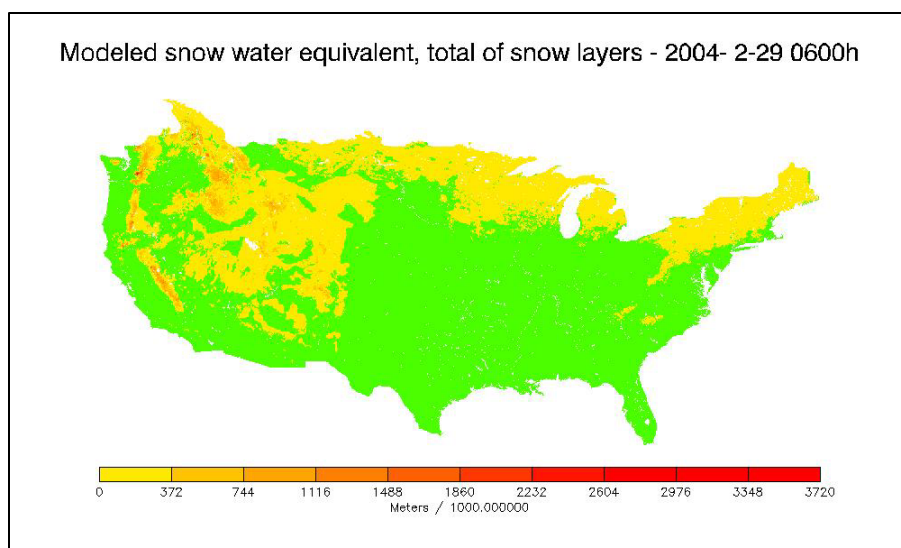 Modeled snow water equivalent, total of snow layers - 2004- 2-29 0600h
0 372 744 1116 1488 1860 2232 2604 2976 3348 3720
Meters / 1000.000000